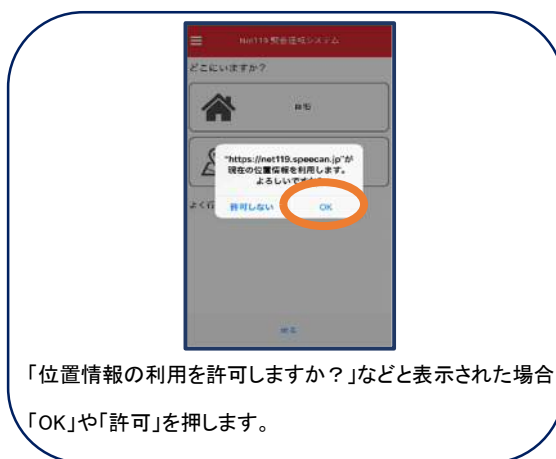 Net119緊急通報システム
どこにいますか?
自宅
"https://net119.speecan.jp"が
現在の位置情報を利用します。
よろしいですか?
許可しない
OK
よく行
戻る
「位置情報の利用を許可しますか?」などと表示された場合
「OK」や「許可」を押します。